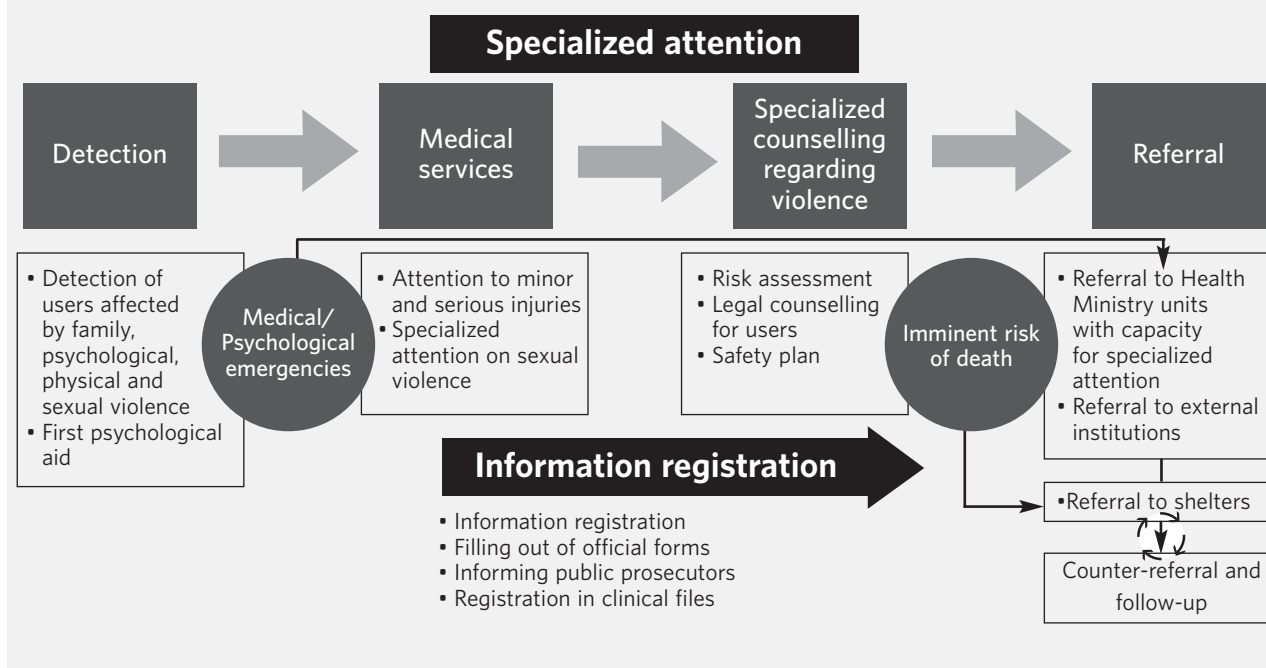 Specialized attention
Detection
Medical
services
Specialized
counselling
regarding
violence
Referral
• Detection of
users affected
by family,
psychological,
physical and
sexual violence
• First psychological
aid
Medical/
Psychological
emergencies
• Attention to minor
and serious injuries
• Specialized
attention on sexual
violence
• Risk assessment
• Legal counselling
for users
• Safety plan
Imminent risk
of death
• Referral to Health
Ministry units
with capacity
for specialized
attention
• Referral to external
institutions
•Referral to shelters
Counter-referral and
follow-up
Information registration
• Information registration
• Filling out of official forms
• Informing public prosecutors
• Registration in clinical files